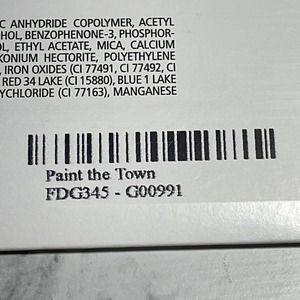 C ANHYDRIDE COPOLYMER, ACETYL
OHOL, BENZOPHENONE-3, PHOSPHOR-
OL, ETHYL ACETATE, MICA, CALCIUM
KONIUM HECTORITE, POLYETHYLENE
, IRON OXIDES (CI 77491, CI 77492, CI
RED 34 LAKE (CI 15880), BLUE 1 LAKE
YCHLORIDE (CI 77163), MANGANESE
Paint the Town
FDG345 - G00991